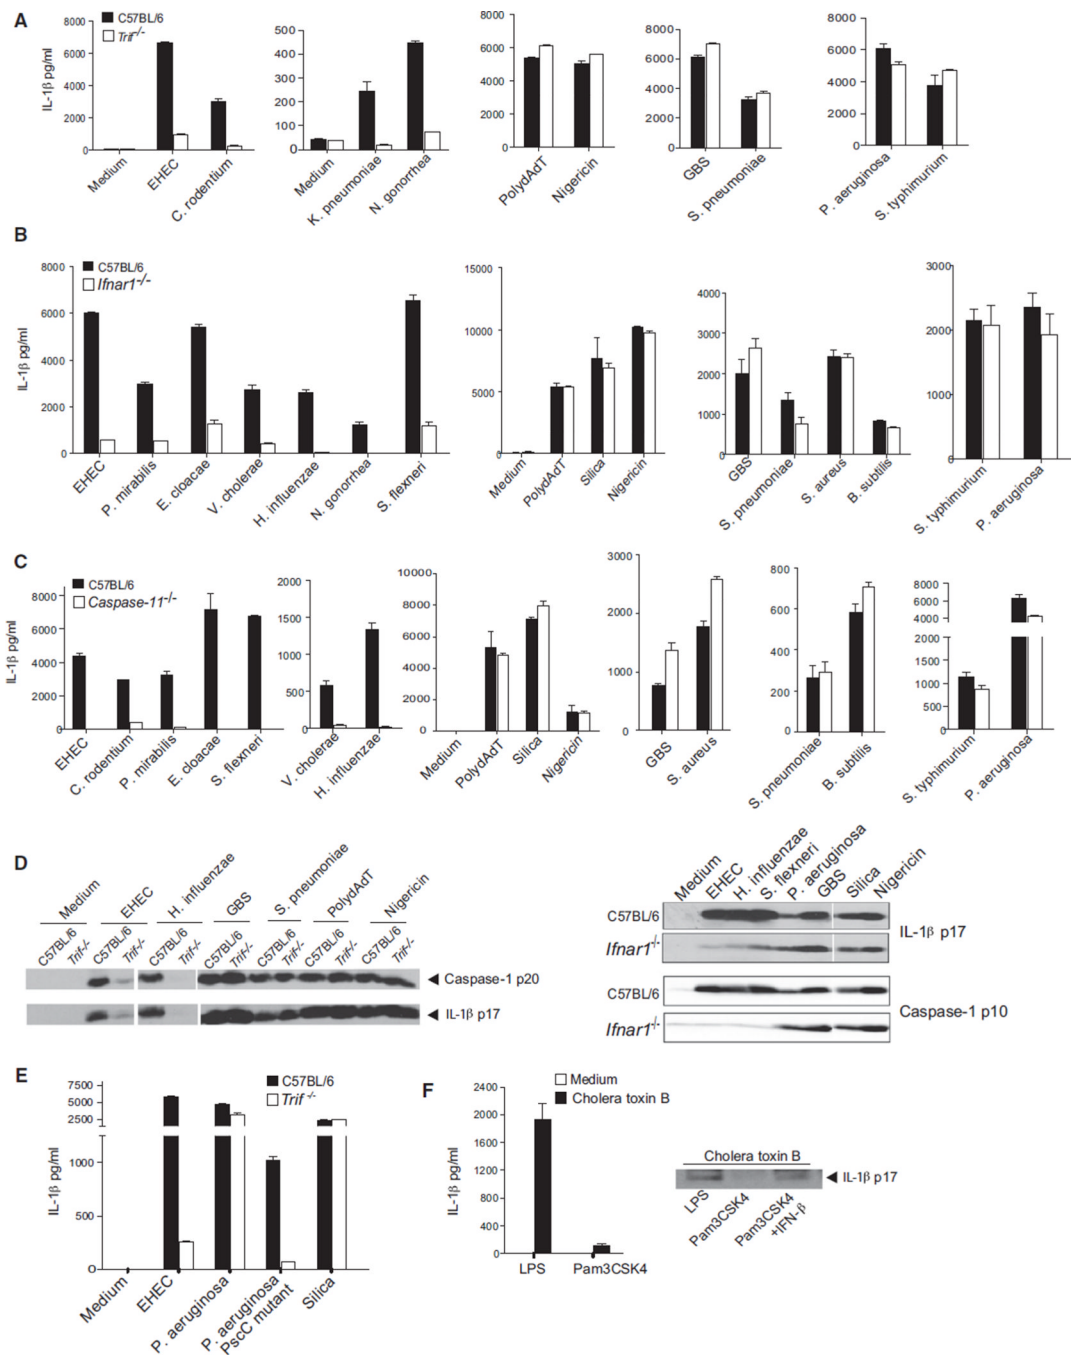 A
C57BL/6
Trif-/-
IL-1β pg/ml
8000
6000
4000
2000
0
Medium
EHEC
C. rodentium
500
400
300
200
100
0
Medium
K. pneumoniae
N. gonorrhea
8000
6000
4000
2000
0
PolydAdT
Nigericin
8000
6000
4000
2000
0
GBS
S. pneumoniae
8000
6000
4000
2000
0
P. aeruginosa
S. typhimurium
B
C57BL/6
Ifnar1-/-
IL-1β pg/ml
8000
6000
4000
2000
0
EHEC
P. mirabilis
E. cloacae
V. cholerae
H. influenzae
N. gonorrhea
S. flexneri
15000
10000
5000
0
Medium
PolydAdT
Silica
Nigericin
4000
3000
2000
1000
0
GBS
S. pneumoniae
S. aureus
B. subtilis
3000
2000
1000
0
S. typhimurium
P. aeruginosa
C
C57BL/6
Caspase-11-/-
IL-1β pg/ml
8000
6000
4000
2000
0
EHEC
C. rodentium
P. mirabilis
E. cloacae
S. flexneri
2000
1500
1000
500
0
V. cholerae
H. influenzae
10000
8000
6000
4000
2000
0
Medium
PolydAdT
Silica
Nigericin
3000
2000
1000
0
GBS
S. aureus
800
600
400
200
0
S. pneumoniae
B. subtilis
8000
6000
4000
2000
1000
500
0
S. typhimurium
P. aeruginosa
D
Medium
EHEC
H. influenzae
GBS
S. pneumoniae
PolydAdT
Nigericin
C57BL/6
Trif-/-
C57BL/6
Trif-/-
C57BL/6
Trif-/-
C57BL/6
Trif-/-
C57BL/6
Trif-/-
C57BL/6
Trif-/-
C57BL/6
Trif-/-
Caspase-1 p20
IL-1β p17
Medium
EHEC
H. influenzae
S. flexneri
P. aeruginosa
GBS
Silica
Nigericin
C57BL/6
Ifnar1-/-
IL-1β p17
C57BL/6
Ifnar1-/-
Caspase-1 p10
E
C57BL/6
Trif -/-
IL-1β pg/ml
7500
5000
2500
1000
500
0
Medium
EHEC
P. aeruginosa
P. aeruginosa
PscC mutant
Silica
F
Medium
Cholera toxin B
IL-1β pg/ml
2400
2000
1600
1200
800
400
0
LPS
Pam3CSK4
Cholera toxin B
IL-1β p17
LPS
Pam3CSK4
Pam3CSK4
+IFN-β